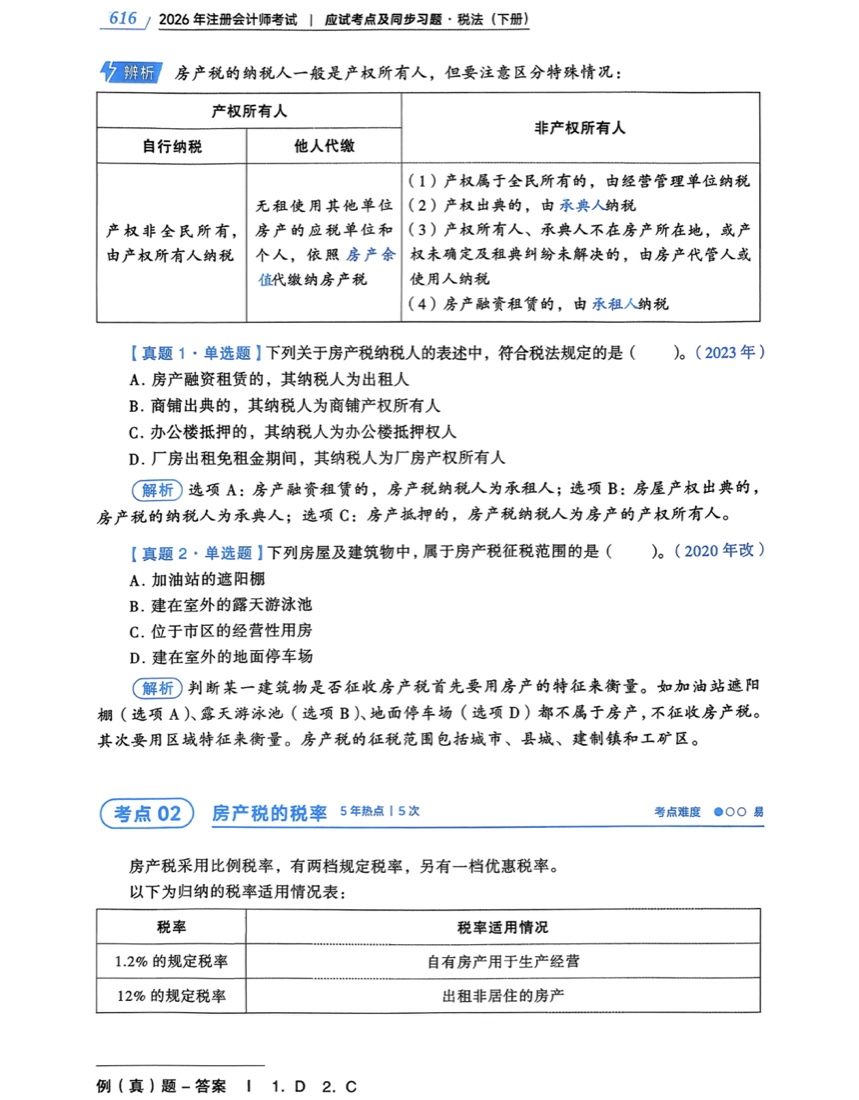 616 2026 年注册会计师考试 | 应试考点及同步习题·税法（下册）
辨析 房产税的纳税人一般是产权所有人，但要注意区分特殊情况：
产权所有人
非产权所有人
自行纳税
他人代缴
产权非全民所有，
由产权所有人纳税
无租使用其他单位
房产的应税单位和
个人，依照房产余
值代缴纳房产税
（1）产权属于全民所有的，由经营管理单位纳税
（2）产权出典的，由承典人纳税
（3）产权所有人、承典人不在房产所在地，或产
权未确定及租典纠纷未解决的，由房产代管人或
使用人纳税
（4）房产融资租赁的，由承租人纳税
【真题 1·单选题】下列关于房产税纳税人的表述中，符合税法规定的是（　　）。（2023 年）
A. 房产融资租赁的，其纳税人为出租人
B. 商铺出典的，其纳税人为商铺产权所有人
C. 办公楼抵押的，其纳税人为办公楼抵押权人
D. 厂房出租免租金期间，其纳税人为厂房产权所有人
解析 选项 A：房产融资租赁的，房产税纳税人为承租人；选项 B：房屋产权出典的，
房产税的纳税人为承典人；选项 C：房产抵押的，房产税纳税人为房产的产权所有人。
【真题 2·单选题】下列房屋及建筑物中，属于房产税征税范围的是（　　）。（2020 年改）
A. 加油站的遮阳棚
B. 建在室外的露天游泳池
C. 位于市区的经营性用房
D. 建在室外的地面停车场
解析 判断某一建筑物是否征收房产税首先要用房产的特征来衡量。如加油站遮阳
棚（选项 A）、露天游泳池（选项 B）、地面停车场（选项 D）都不属于房产，不征收房产税。
其次要用区域特征来衡量。房产税的征税范围包括城市、县城、建制镇和工矿区。
考点 02 房产税的税率 5 年热点 | 5 次 考点难度 ●○○ 易
房产税采用比例税率，有两档规定税率，另有一档优惠税率。
以下为归纳的税率适用情况表：
税率 税率适用情况
1.2% 的规定税率 自有房产用于生产经营
12% 的规定税率 出租非居住的房产
例（真）题－答案 | 1. D 2. C